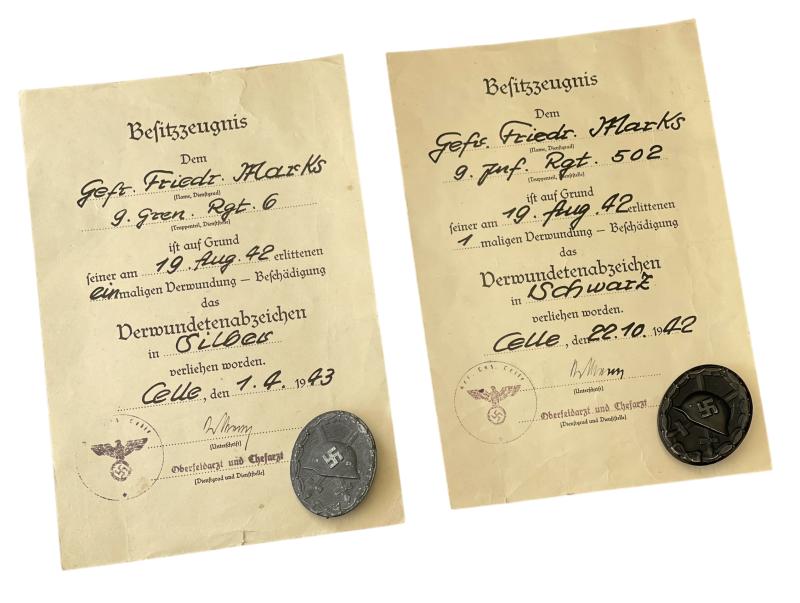 Besitzzeugnis
Dem
Gefr. Friedr. Marks
(Name, Dienstgrad)
9. Gren. Rgt. 6
(Truppenteil, Dienststelle)
ist auf Grund
seiner am 19. Aug. 42 erlittenen
einmaligen Verwundung – Beschädigung
das
Verwundetenabzeichen
in Silber
verliehen worden.
Celle, den 1. 4. 1943
(Unterschrift)
Oberfeldarzt und Chefarzt
(Dienstgrad und Dienststelle)
Besitzzeugnis
Dem
Gefr. Friedr. Marks
(Name, Dienstgrad)
9. Inf. Rgt. 502
(Truppenteil, Dienststelle)
ist auf Grund
seiner am 19. Aug. 42 erlittenen
1 maligen Verwundung – Beschädigung
das
Verwundetenabzeichen
in Schwarz
verliehen worden.
Celle, den 22.10. 1942
(Unterschrift)
Oberfeldarzt und Chefarzt
(Dienstgrad und Dienststelle)